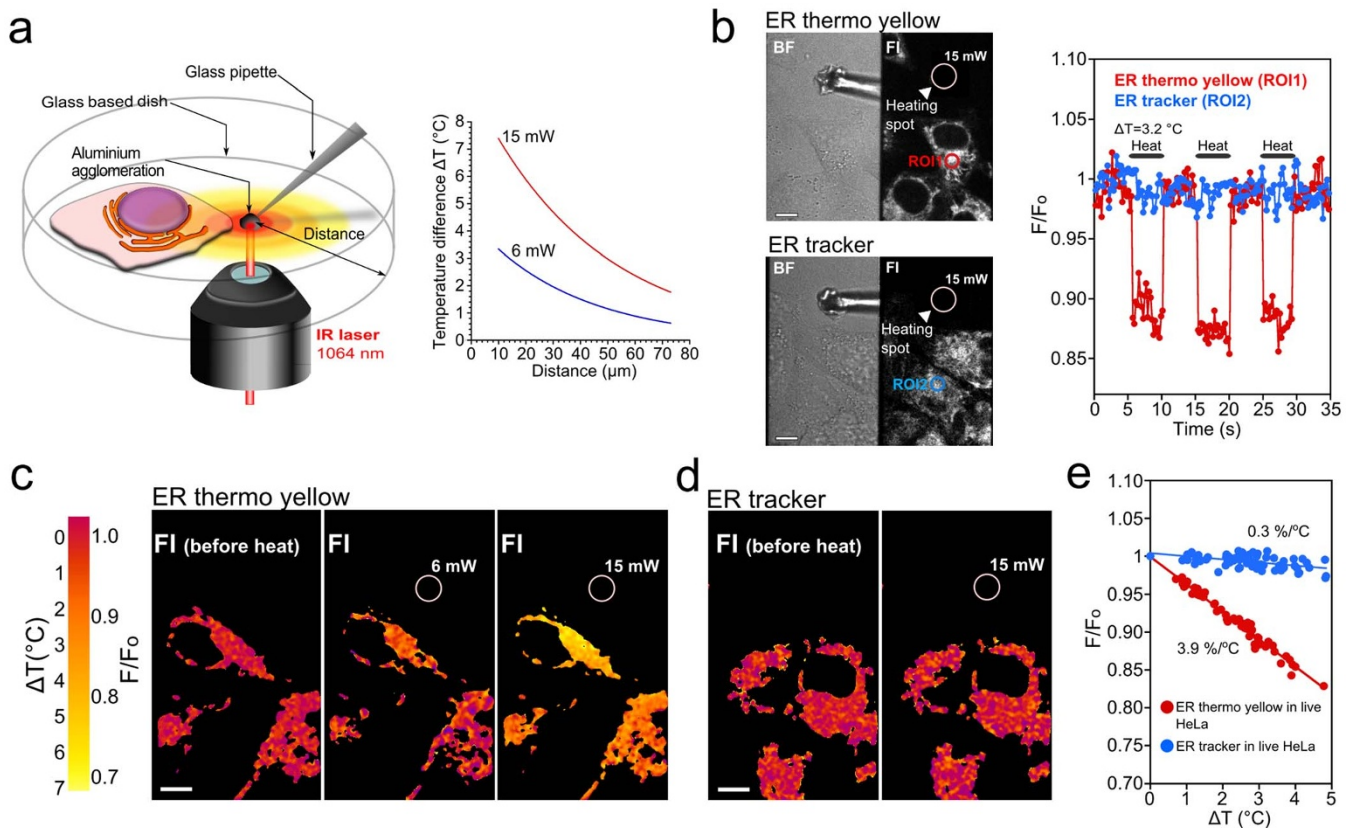 a
Glass pipette
Glass based dish
Aluminium
agglomeration
Distance
IR laser
1064 nm
Temperature difference ΔT (°C)
8
7
6
5
4
3
2
1
0
15 mW
6 mW
0 10 20 30 40 50 60 70 80
Distance (μm)
b
ER thermo yellow
BF
FI
15 mW
Heating
spot
ROI1
ER tracker
BF
FI
15 mW
Heating
spot
ROI2
F/Fo
1.10
1.05
1
0.95
0.90
0.85
ER thermo yellow (ROI1)
ER tracker (ROI2)
ΔT=3.2 °C
Heat Heat Heat
0 5 10 15 20 25 30 35
Time (s)
c
ER thermo yellow
ΔT(°C)
0
1
2
3
4
5
6
7
1.0
0.9
0.8
0.7
F/Fo
FI (before heat)
FI
6 mW
FI
15 mW
d
ER tracker
FI (before heat)
15 mW
e
F/Fo
1.10
1.05
1
0.95
0.90
0.85
0.80
0.75
0.70
0.3 %/ºC
3.9 %/°C
ER thermo yellow in live
HeLa
ER tracker in live HeLa
0 1 2 3 4 5
ΔT (°C)